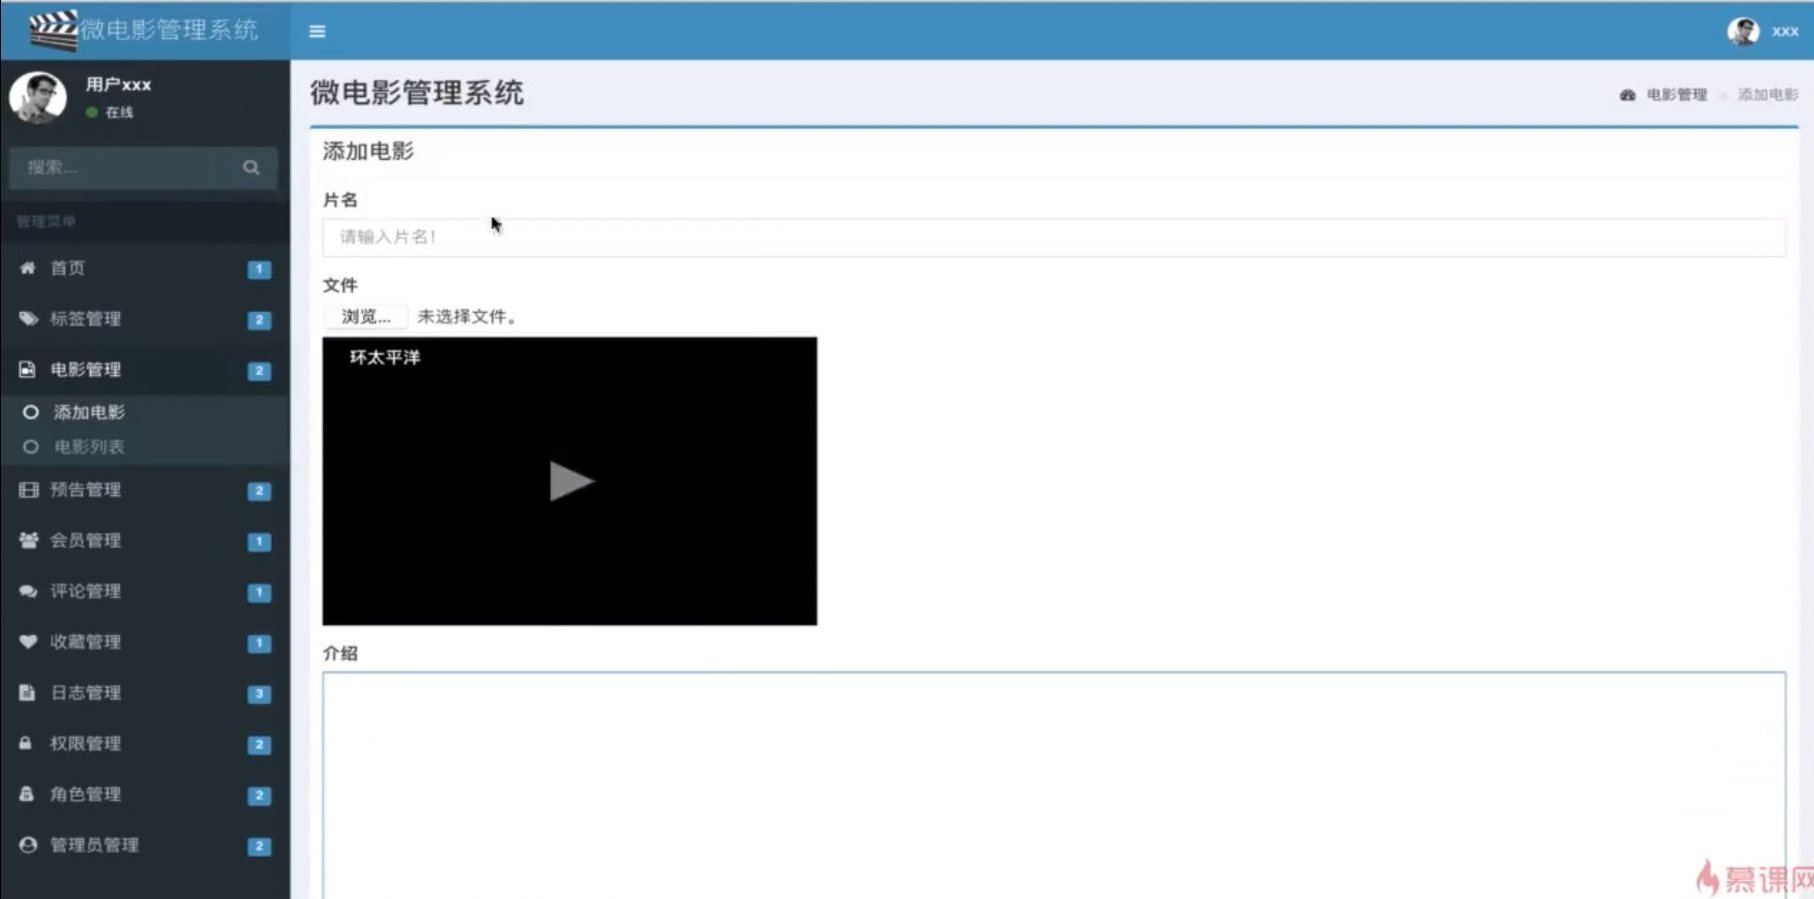 微电影管理系统
xxx
用户xxx
在线
搜索...
管理菜单
首页 1
标签管理 2
电影管理 2
添加电影
电影列表
预告管理 2
会员管理 1
评论管理 1
收藏管理 1
日志管理 3
权限管理 2
角色管理 2
管理员管理 2
微电影管理系统
电影管理 > 添加电影
添加电影
片名
请输入片名!
文件
浏览... 未选择文件。
环太平洋
介绍
慕课网